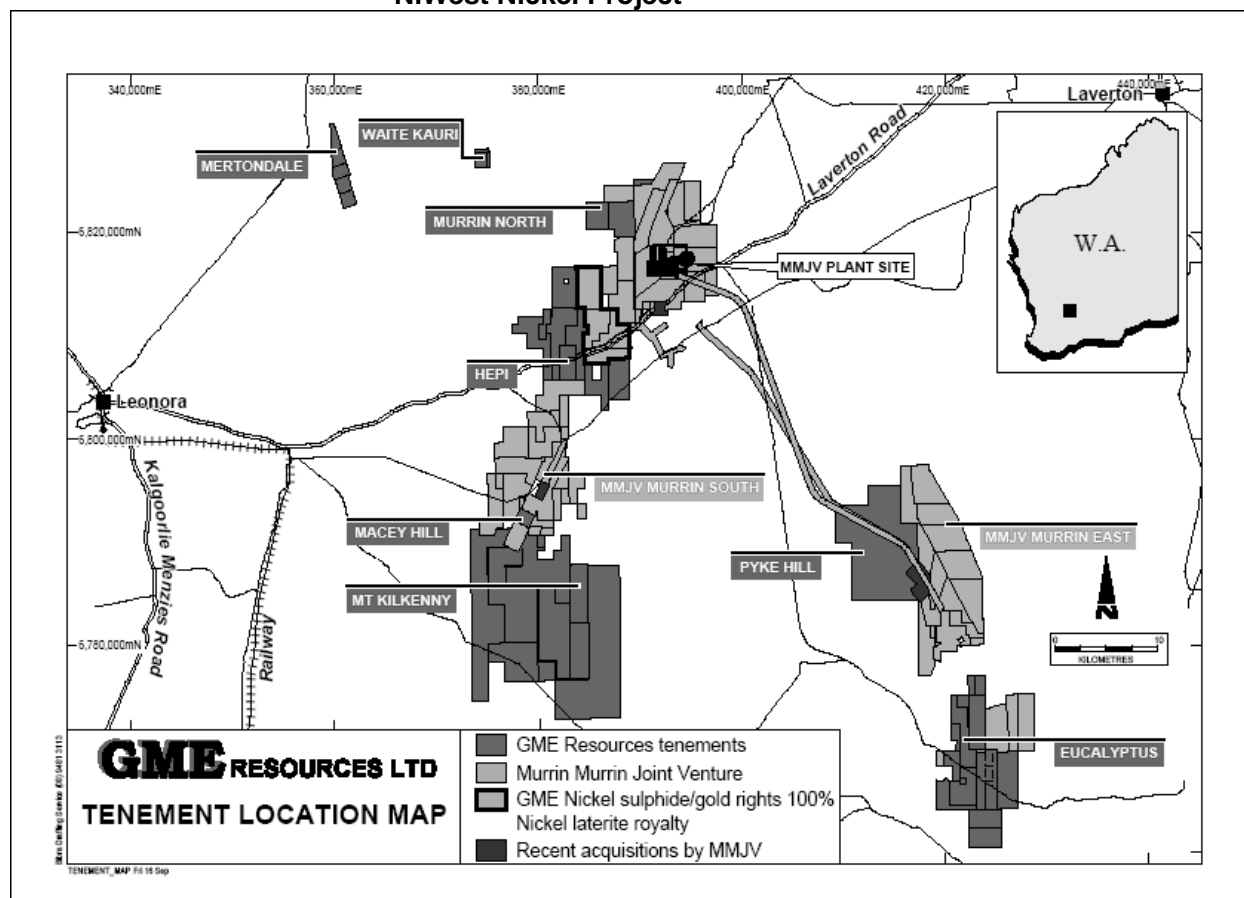 NiWest Nickel Project
340,000mE
360,000mE
380,000mE
400,000mE
420,000mE
440,000mE
Laverton
WAITE KAURI
MERTONDALE
Laverton Road
MURRIN NORTH
6,820,000mN
W.A.
MMJV PLANT SITE
HEPI
Leonora
6,800,000mN
MMJV MURRIN SOUTH
Kalgoorlie Menzies Road
MACEY HILL
MMJV MURRIN EAST
PYKE HILL
MT KILKENNY
N
Railway
6,780,000mN
0 10
KILOMETRES
EUCALYPTUS
GME RESOURCES LTD
TENEMENT LOCATION MAP
GME Resources tenements
Murrin Murrin Joint Venture
GME Nickel sulphide/gold rights 100%
Nickel laterite royalty
Recent acquisitions by MMJV
TENEMENT_MAP Fri 16 Sep